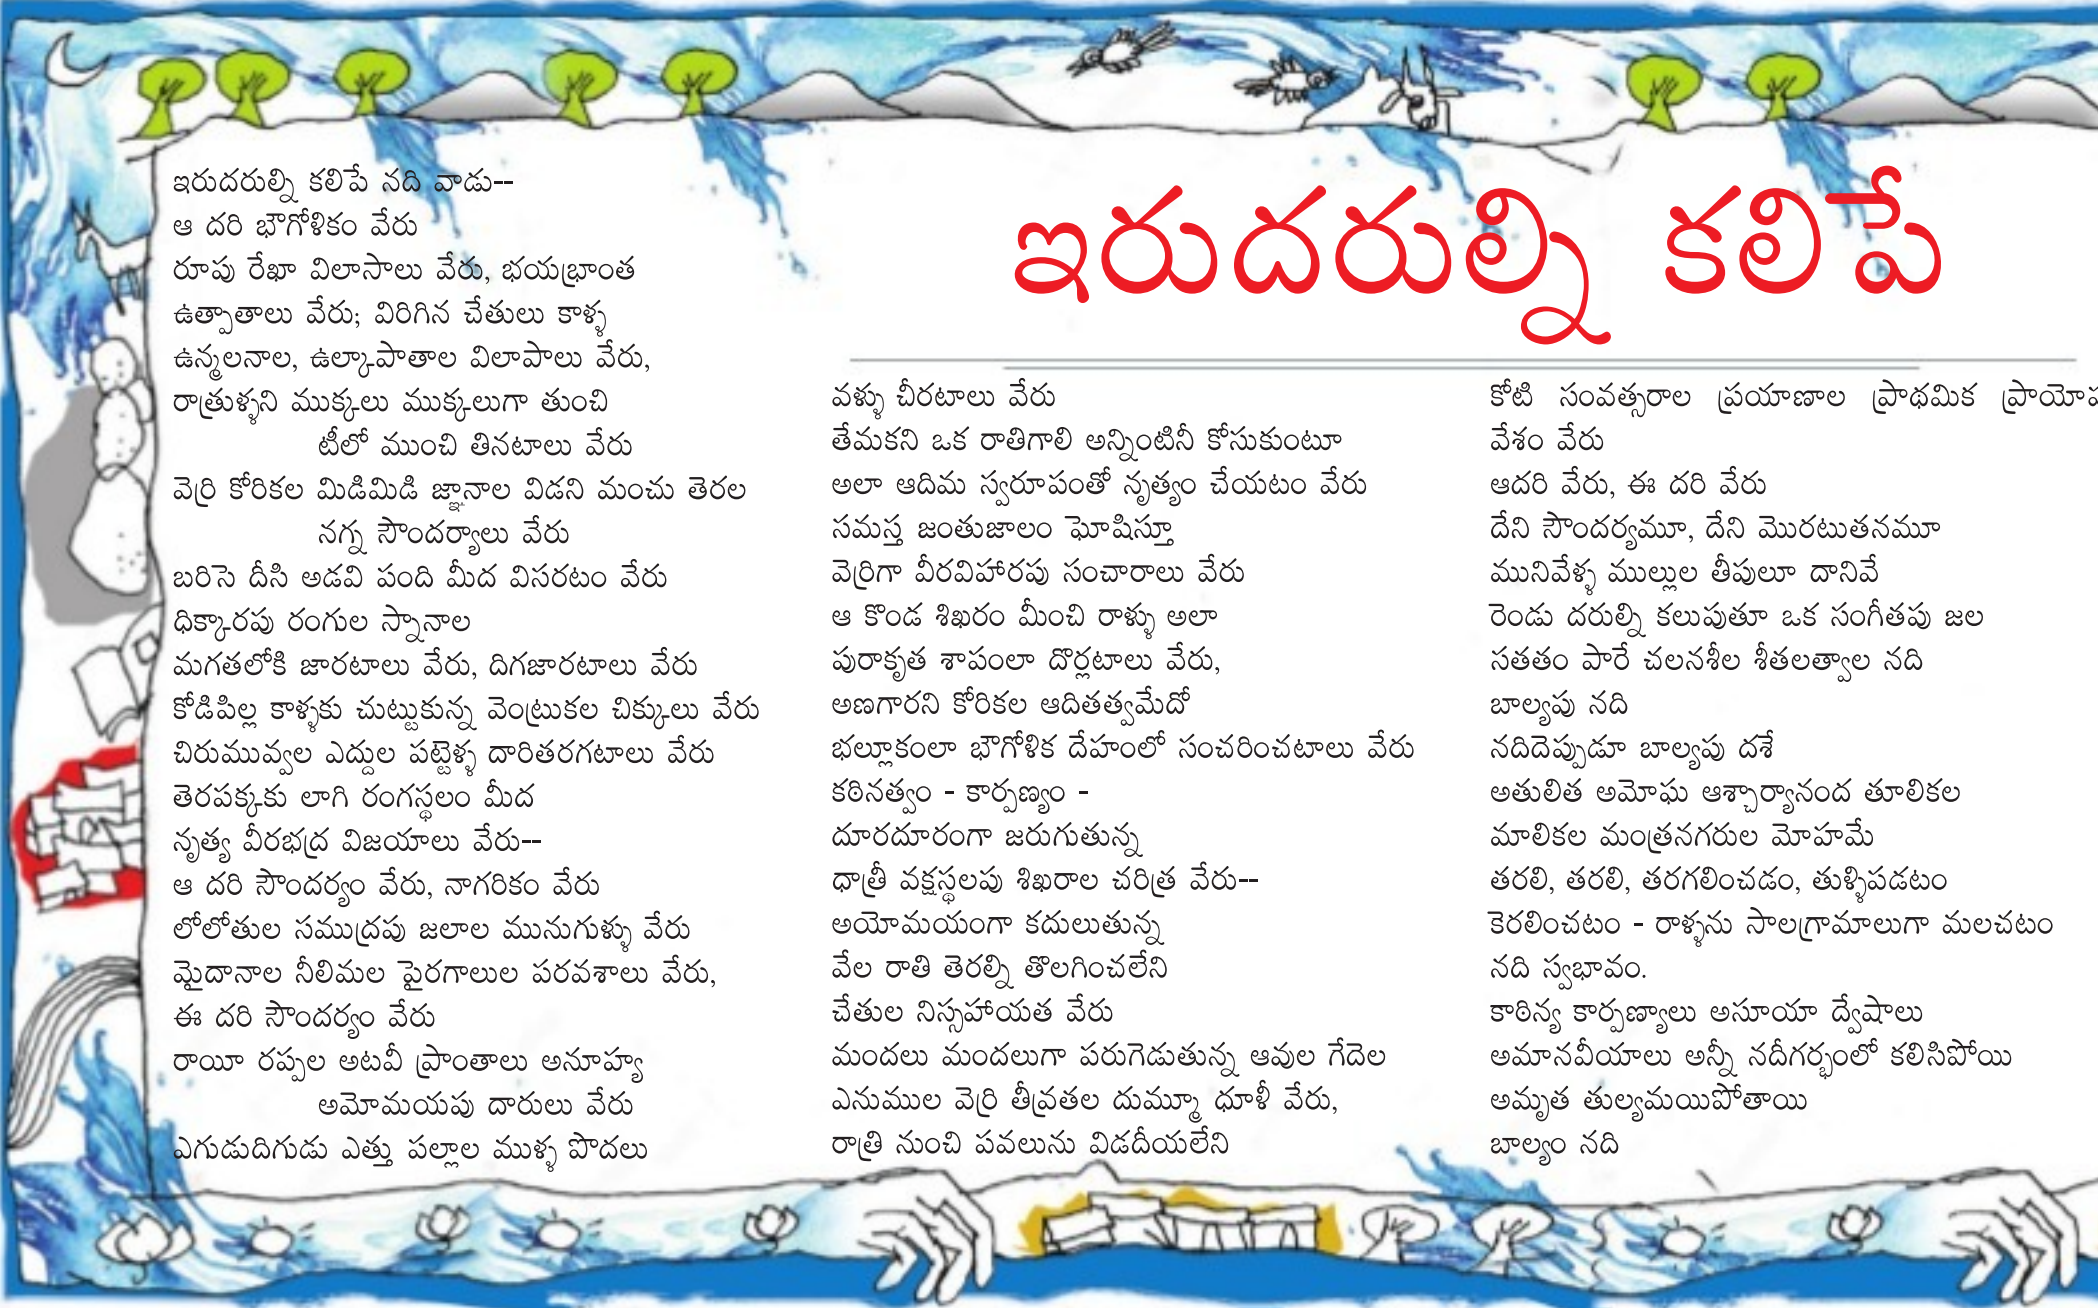 ఇరుదరుల్ని కలిపే
ఇరుదరుల్ని కలిపే నది వాడు--
ఆ దరి భౌగోళికం వేరు
రూపు రేఖా విలాసాలు వేరు, భయభ్రాంత
ఉత్పాతాలు వేరు; విరిగిన చేతులు కాళ్ళ
ఉన్మలనాల, ఉల్కాపాతాల విలాపాలు వేరు,
రాత్రుళ్ళని ముక్కలు ముక్కలుగా తుంచి
టీలో ముంచి తినటాలు వేరు
వెర్రి కోరికల మిడిమిడి జ్ఞానాల విడని మంచు తెరల
నగ్న సౌందర్యాలు వేరు
బరిసె దీసి అడవి పంది మీద విసరటం వేరు
ధిక్కారపు రంగుల స్నానాల
మగతలోకి జారటాలు వేరు, దిగజారటాలు వేరు
కోడిపిల్ల కాళ్ళకు చుట్టుకున్న వెంట్రుకల చిక్కులు వేరు
చిరుమువ్వల ఎద్దుల పట్టెళ్ళ దారితరగటాలు వేరు
తెరపక్కకు లాగి రంగస్థలం మీద
నృత్య వీరభద్ర విజయాలు వేరు--
ఆ దరి సౌందర్యం వేరు, నాగరికం వేరు
లోలోతుల సముద్రపు జలాల మునుగుళ్ళు వేరు
మైదానాల నీలిమల పైరగాలుల పరవశాలు వేరు,
ఈ దరి సౌందర్యం వేరు
రాయీ రప్పల అటవీ ప్రాంతాలు అనూహ్య
అమోమయపు దారులు వేరు
ఎగుడుదిగుడు ఎత్తు పల్లాల ముళ్ళ పొదలు
వళ్ళు చీరటాలు వేరు
తేమకని ఒక రాతిగాలి అన్నింటినీ కోసుకుంటూ
అలా ఆదిమ స్వరూపంతో నృత్యం చేయటం వేరు
సమస్త జంతుజాలం ఘోషిస్తూ
వెర్రిగా వీరవిహారపు సంచారాలు వేరు
ఆ కొండ శిఖరం మీంచి రాళ్ళు అలా
పురాకృత శాపంలా దొర్లటాలు వేరు,
అణగారని కోరికల ఆదితత్వమేదో
భల్లూకంలా భౌగోళిక దేహంలో సంచరించటాలు వేరు
కఠినత్వం - కార్పణ్యం -
దూరదూరంగా జరుగుతున్న
ధాత్రీ వక్షస్థలపు శిఖరాల చరిత్ర వేరు--
అయోమయంగా కదులుతున్న
వేల రాతి తెరల్ని తొలగించలేని
చేతుల నిస్సహాయత వేరు
మందలు మందలుగా పరుగెడుతున్న ఆవుల గేదెల
ఎనుముల వెర్రి తీవ్రతల దుమ్మూ ధూళీ వేరు,
రాత్రి నుంచి పవలును విడదీయలేని
కోటి సంవత్సరాల ప్రయాణాల ప్రాథమిక
వేశం వేరు
ఆదరి వేరు, ఈ దరి వేరు
దేని సౌందర్యమూ, దేని మొరటుతనమూ
మునివేళ్ళ ముల్లుల తీపులూ దానివే
రెండు దరుల్ని కలుపుతూ ఒక సంగీతపు జల
సతతం పారే చలనశీల శీతలత్వాల నది
బాల్యపు నది
నదిదెప్పుడూ బాల్యపు దశే
అతులిత అమోఘ ఆశ్చార్యానంద తూలికల
మాలికల మంత్రనగరుల మోహమే
తరలి, తరలి, తరగలించడం, తుళ్ళిపడటం
కెరలించటం - రాళ్ళను సాలగ్రామాలుగా మలచటం
నది స్వభావం.
కాఠిన్య కార్పణ్యాలు అసూయా ద్వేషాలు
అమానవీయాలు అన్నీ నదీగర్భంలో కలిసిపోయి
అమృత తుల్యమయిపోతాయి
బాల్యం నది